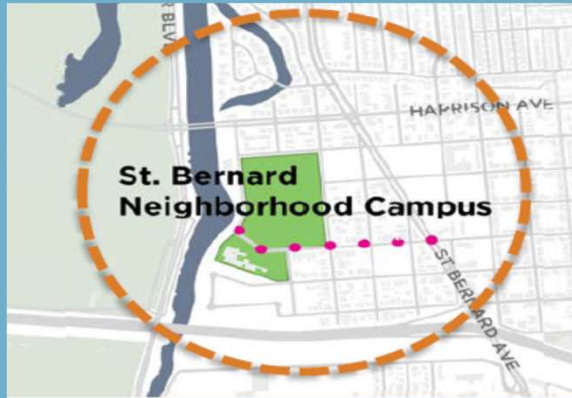 R BLVD
HARRISON AVE
St. Bernard
Neighborhood Campus
ST BERNARD AVE